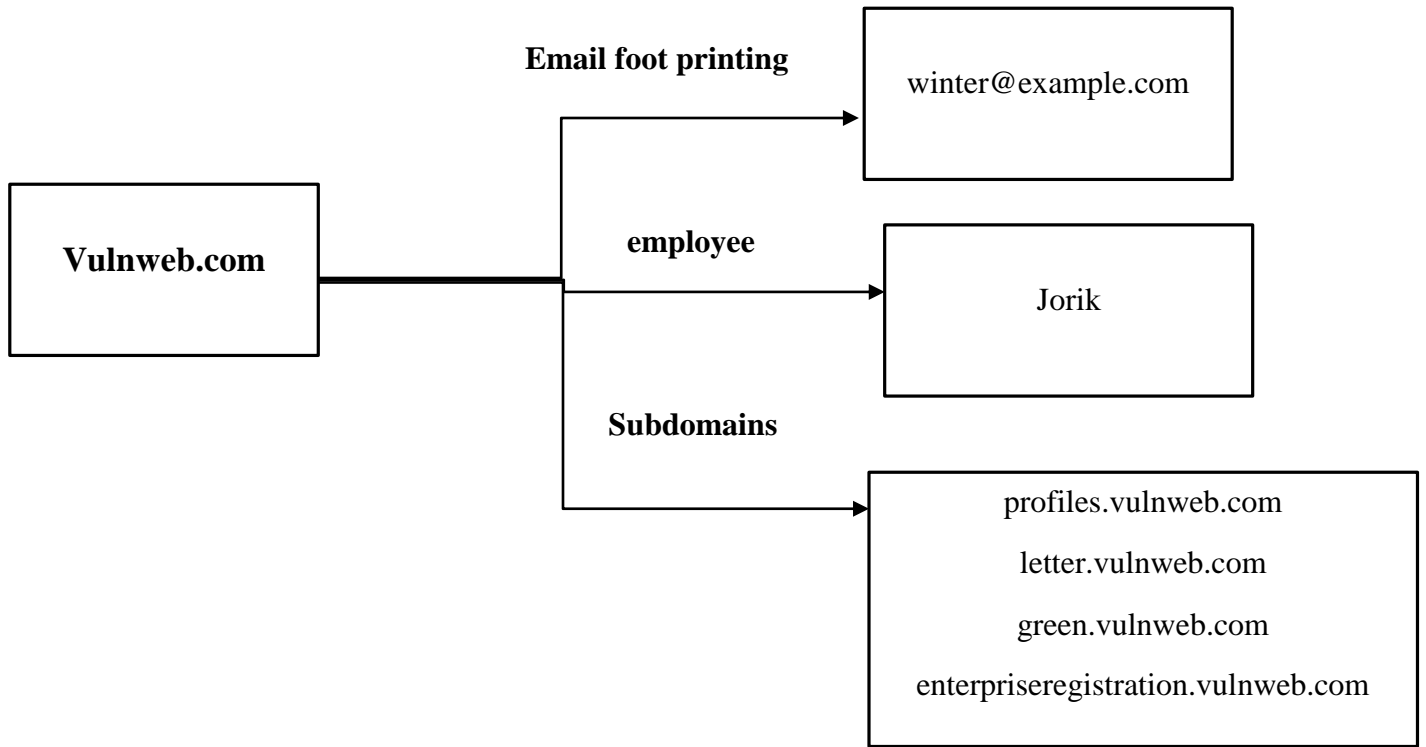 Email foot printing
winter@example.com
Vulnweb.com
employee
Jorik
Subdomains
profiles.vulnweb.com
letter.vulnweb.com
green.vulnweb.com
enterpriseregistration.vulnweb.com